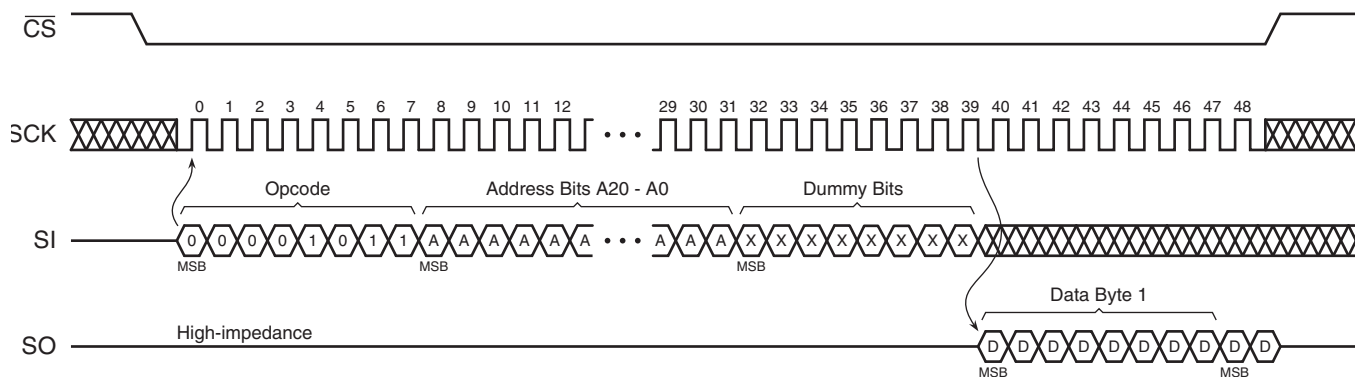 CS
0 1 2 3 4 5 6 7 8 9 10 11 12 29 30 31 32 33 34 35 36 37 38 39 40 41 42 43 44 45 46 47 48
SCK
Opcode Address Bits A20 - A0 Dummy Bits
SI 0 0 0 0 1 0 1 1 A A A A A A A A A X X X X X X X X
MSB MSB MSB
Data Byte 1
High-impedance
SO D D D D D D D D D D
MSB MSB